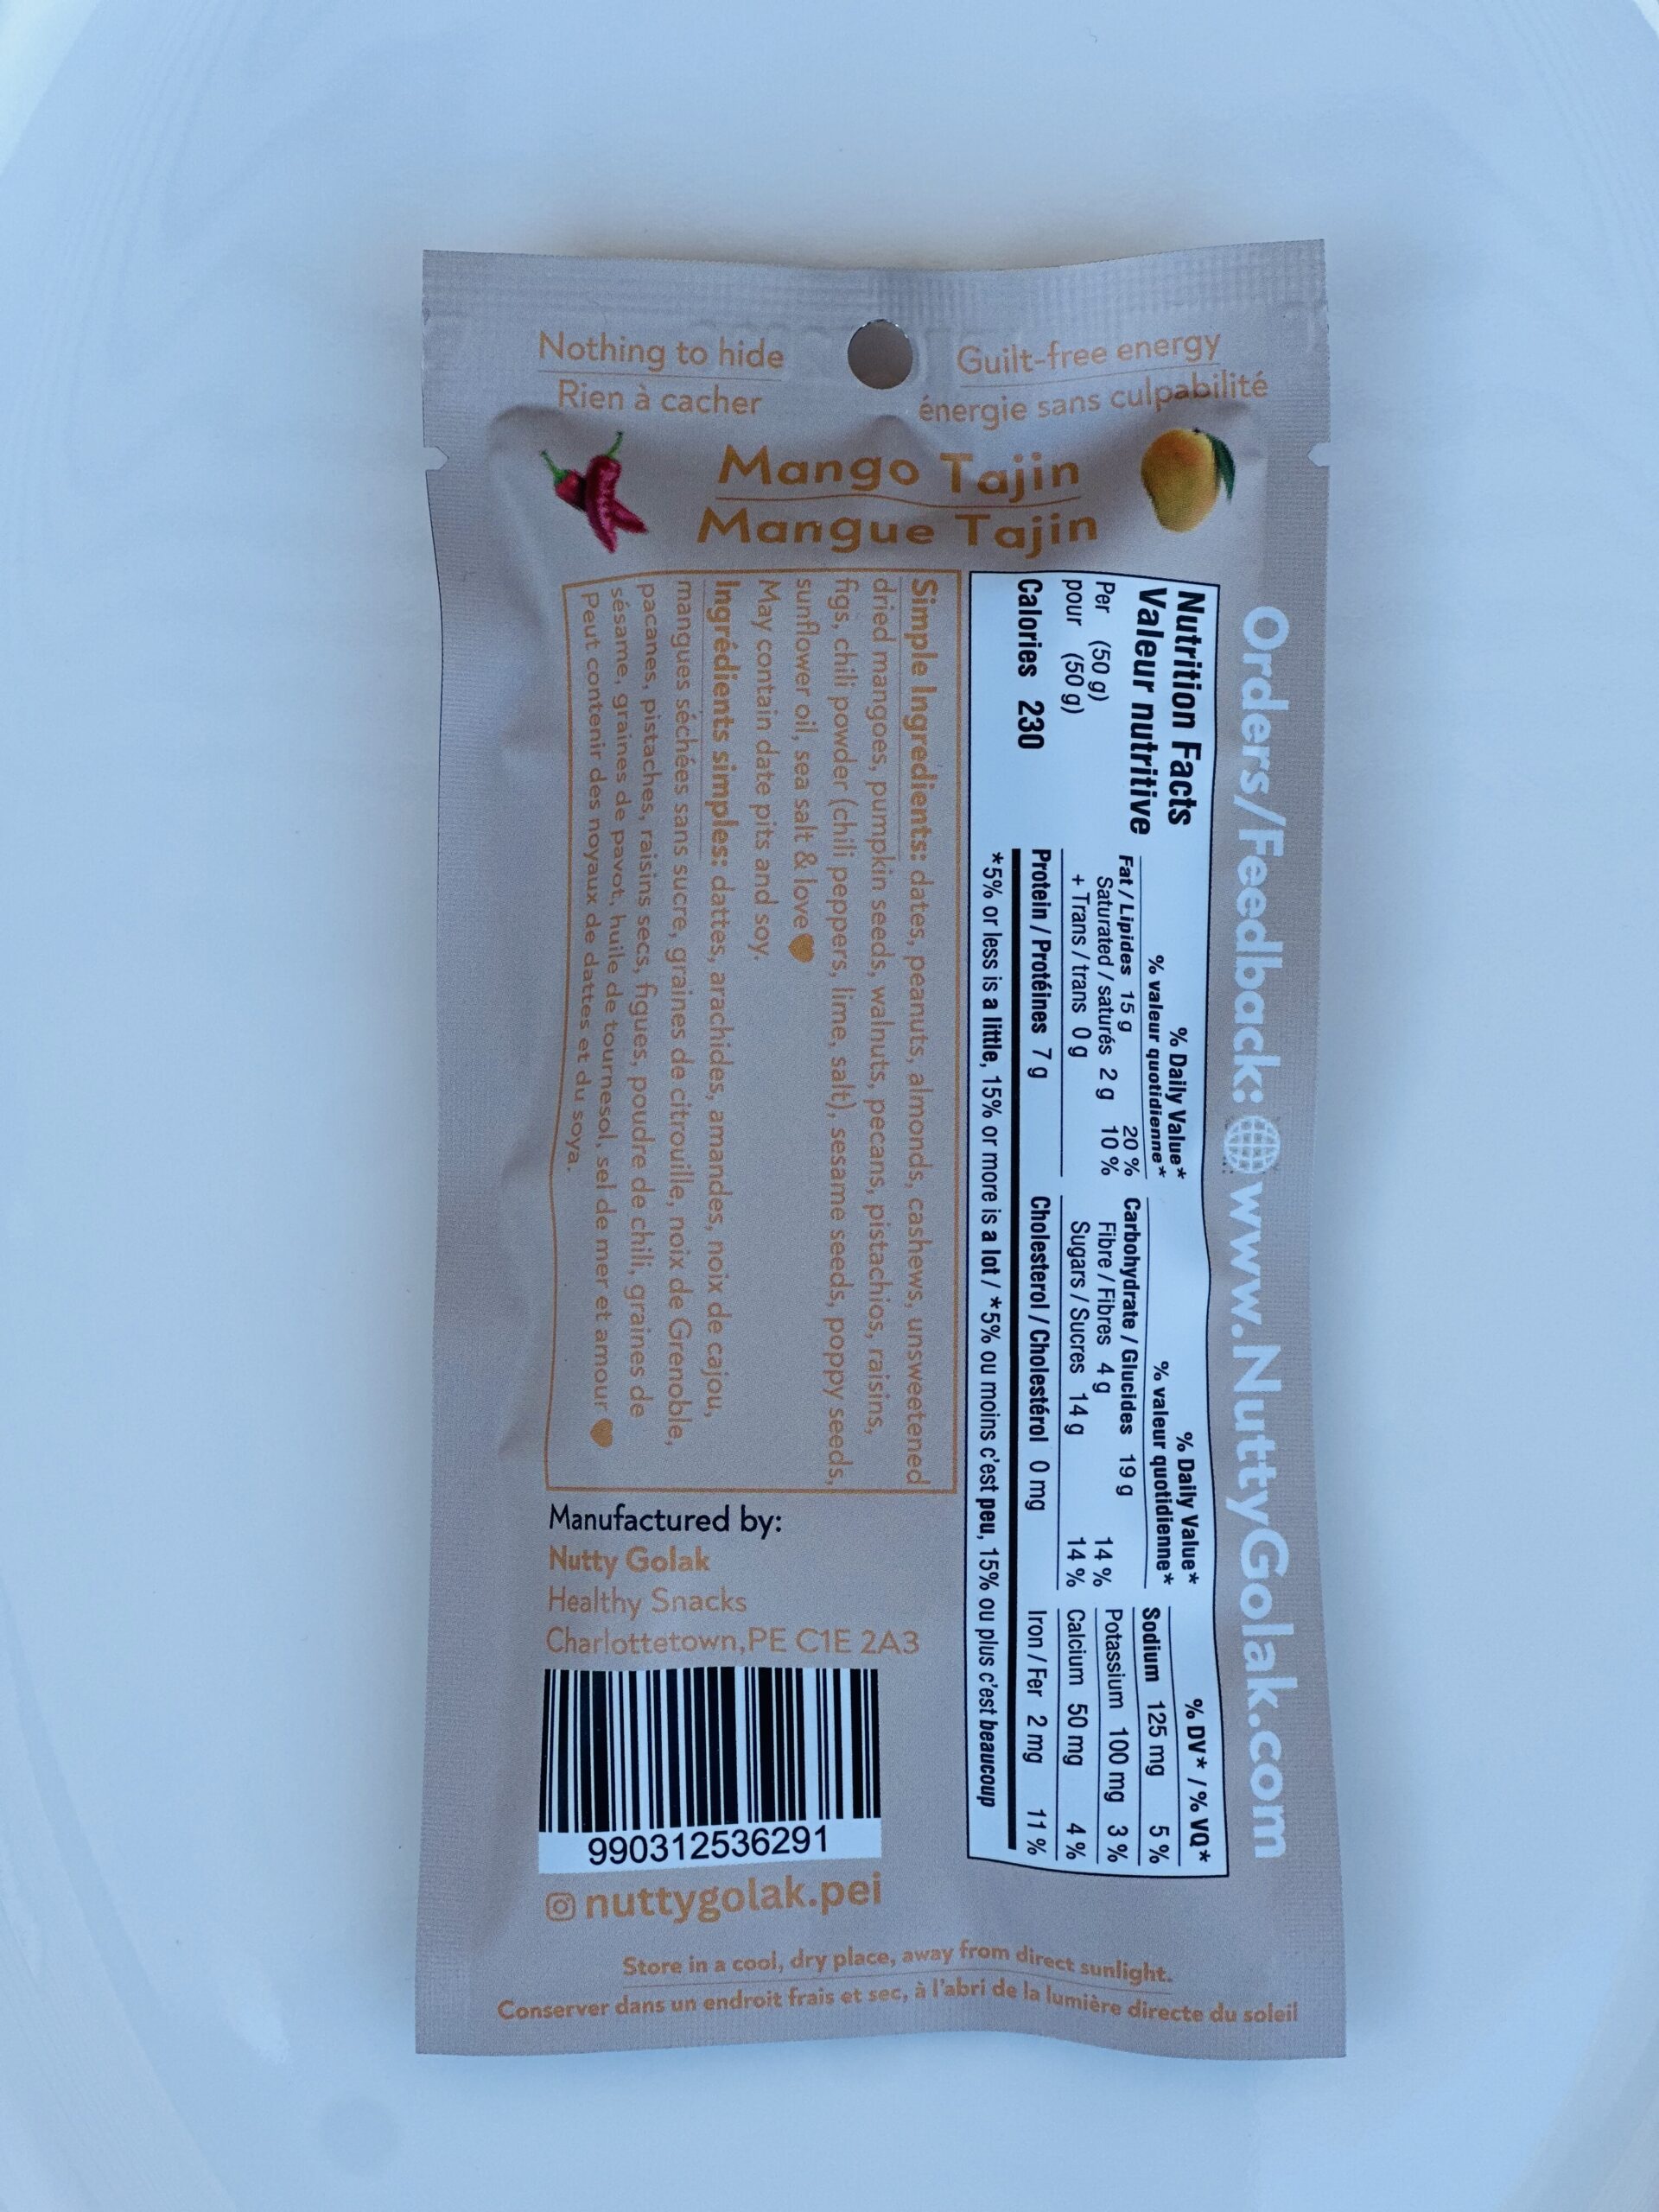 Nothing to hide
Rien à cacher
Guilt-free energy
énergie sans culpabilité
Mango Tajin
Mangue Tajin
Orders/Feedback: www.NuttyGolak.com
Nutrition Facts
Valeur nutritive
Per (50 g)
pour (50 g)
Calories 230
% Daily Value*
% valeur quotidienne*
Fat / Lipides 15 g 20 %
Saturated / saturés 2 g 10 %
+ Trans / trans 0 g
Protein / Protéines 7 g
% Daily Value*
% valeur quotidienne*
Carbohydrate / Glucides 19 g
Fibre / Fibres 4 g 14 %
Sugars / Sucres 14 g 14 %
Cholesterol / Cholestérol 0 mg
% DV* / % VQ*
Sodium 125 mg 5 %
Potassium 100 mg 3 %
Calcium 50 mg 4 %
Iron / Fer 2 mg 11 %
*5% or less is a little, 15% or more is a lot / *5% ou moins c'est peu, 15% ou plus c'est beaucoup
Simple Ingredients: dates, peanuts, almonds, cashews, unsweetened
dried mangoes, pumpkin seeds, walnuts, pecans, pistachios, raisins,
figs, chili powder (chili peppers, lime, salt), sesame seeds, poppy seeds,
sunflower oil, sea salt & love
May contain date pits and soy.
Ingrédients simples: dattes, arachides, amandes, noix de cajou,
mangues séchées sans sucre, graines de citrouille, noix de Grenoble,
pacanes, pistaches, raisins secs, figues, poudre de chili, graines de
sésame, graines de pavot, huile de tournesol, sel de mer et amour
Peut contenir des noyaux de dattes et du soya.
Manufactured by:
Nutty Golak
Healthy Snacks
Charlottetown, PE C1E 2A3
990312536291
nuttygolak.pei
Store in a cool, dry place, away from direct sunlight.
Conserver dans un endroit frais et sec, à l'abri de la lumière directe du soleil